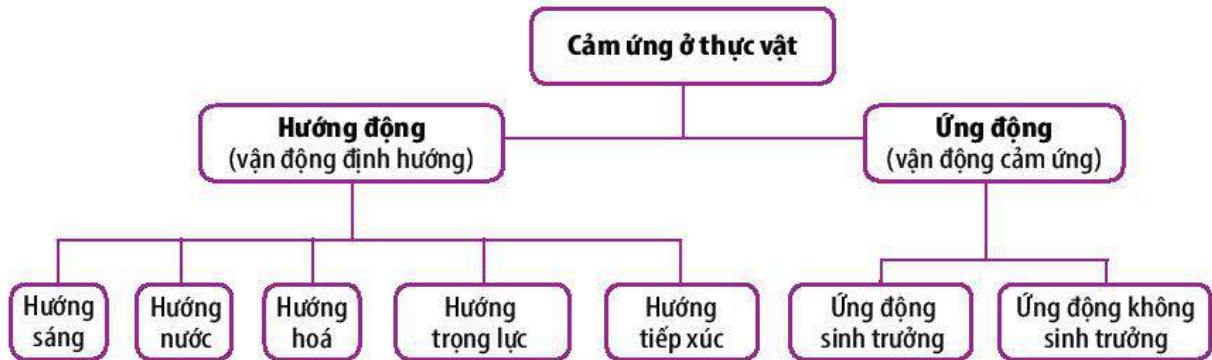 Cảm ứng ở thực vật
Hướng động
(vận động định hướng)
Ứng động
(vận động cảm ứng)
Hướng
sáng
Hướng
nước
Hướng
hoá
Hướng
trọng lực
Hướng
tiếp xúc
Ứng động
sinh trưởng
Ứng động không
sinh trưởng